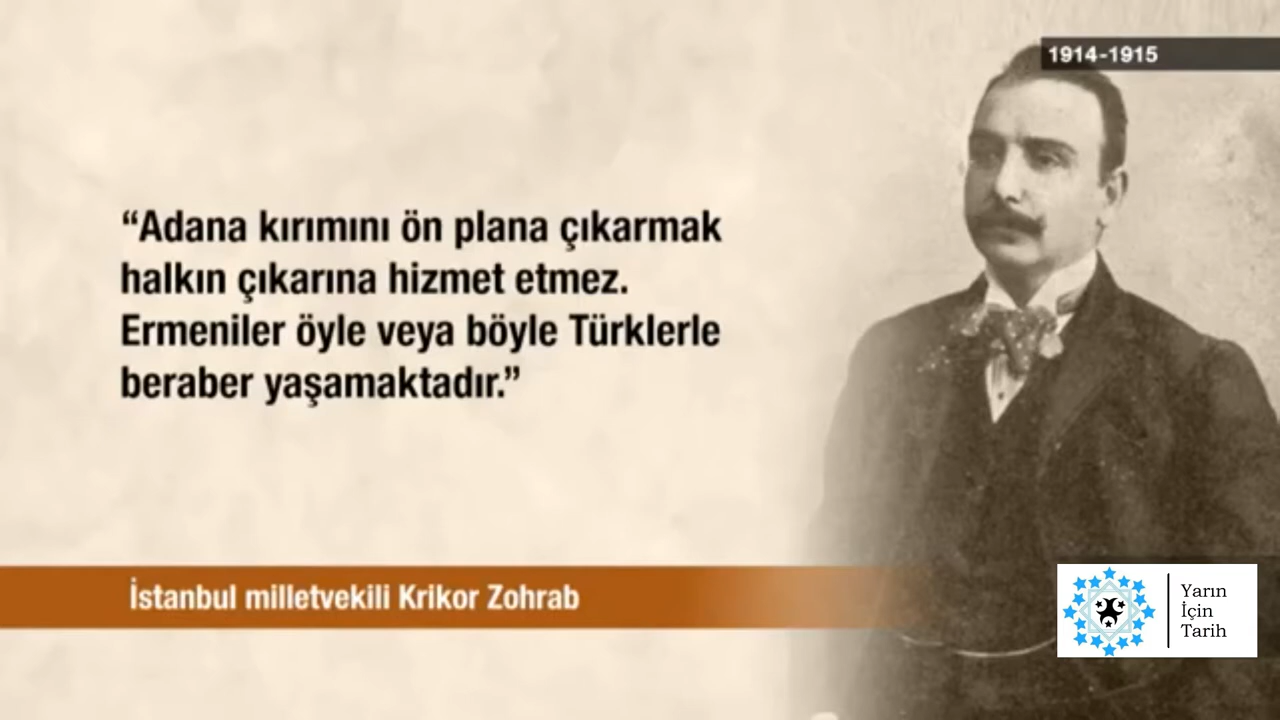 1914-1915
“Adana kırımını ön plana çıkarmak
halkın çıkarına hizmet etmez.
Ermeniler öyle veya böyle Türklerle
beraber yaşamaktadır.”
İstanbul milletvekili Krikor Zohrab
Yarın
İçin
Tarih